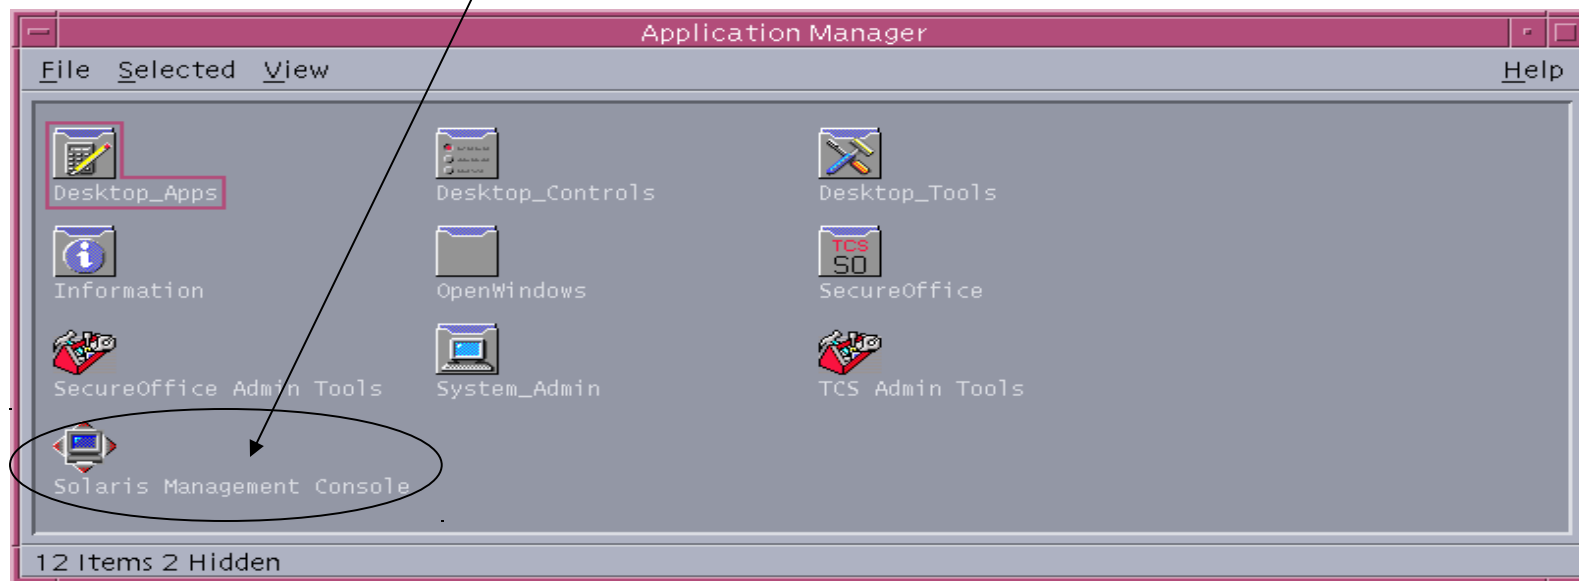 Application Manager
File Selected View Help
Desktop_Apps Desktop_Controls Desktop_Tools
TCS
SO
Information OpenWindows SecureOffice
SecureOffice Admin Tools System_Admin TCS Admin Tools
Solaris Management Console
12 Items 2 Hidden